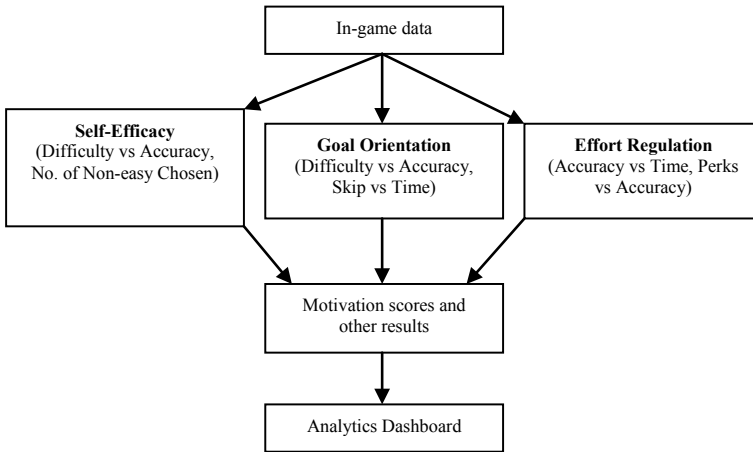 In-game data
Self-Efficacy
(Difficulty vs Accuracy,
No. of Non-easy Chosen)
Goal Orientation
(Difficulty vs Accuracy,
Skip vs Time)
Effort Regulation
(Accuracy vs Time, Perks
vs Accuracy)
Motivation scores and
other results
Analytics Dashboard